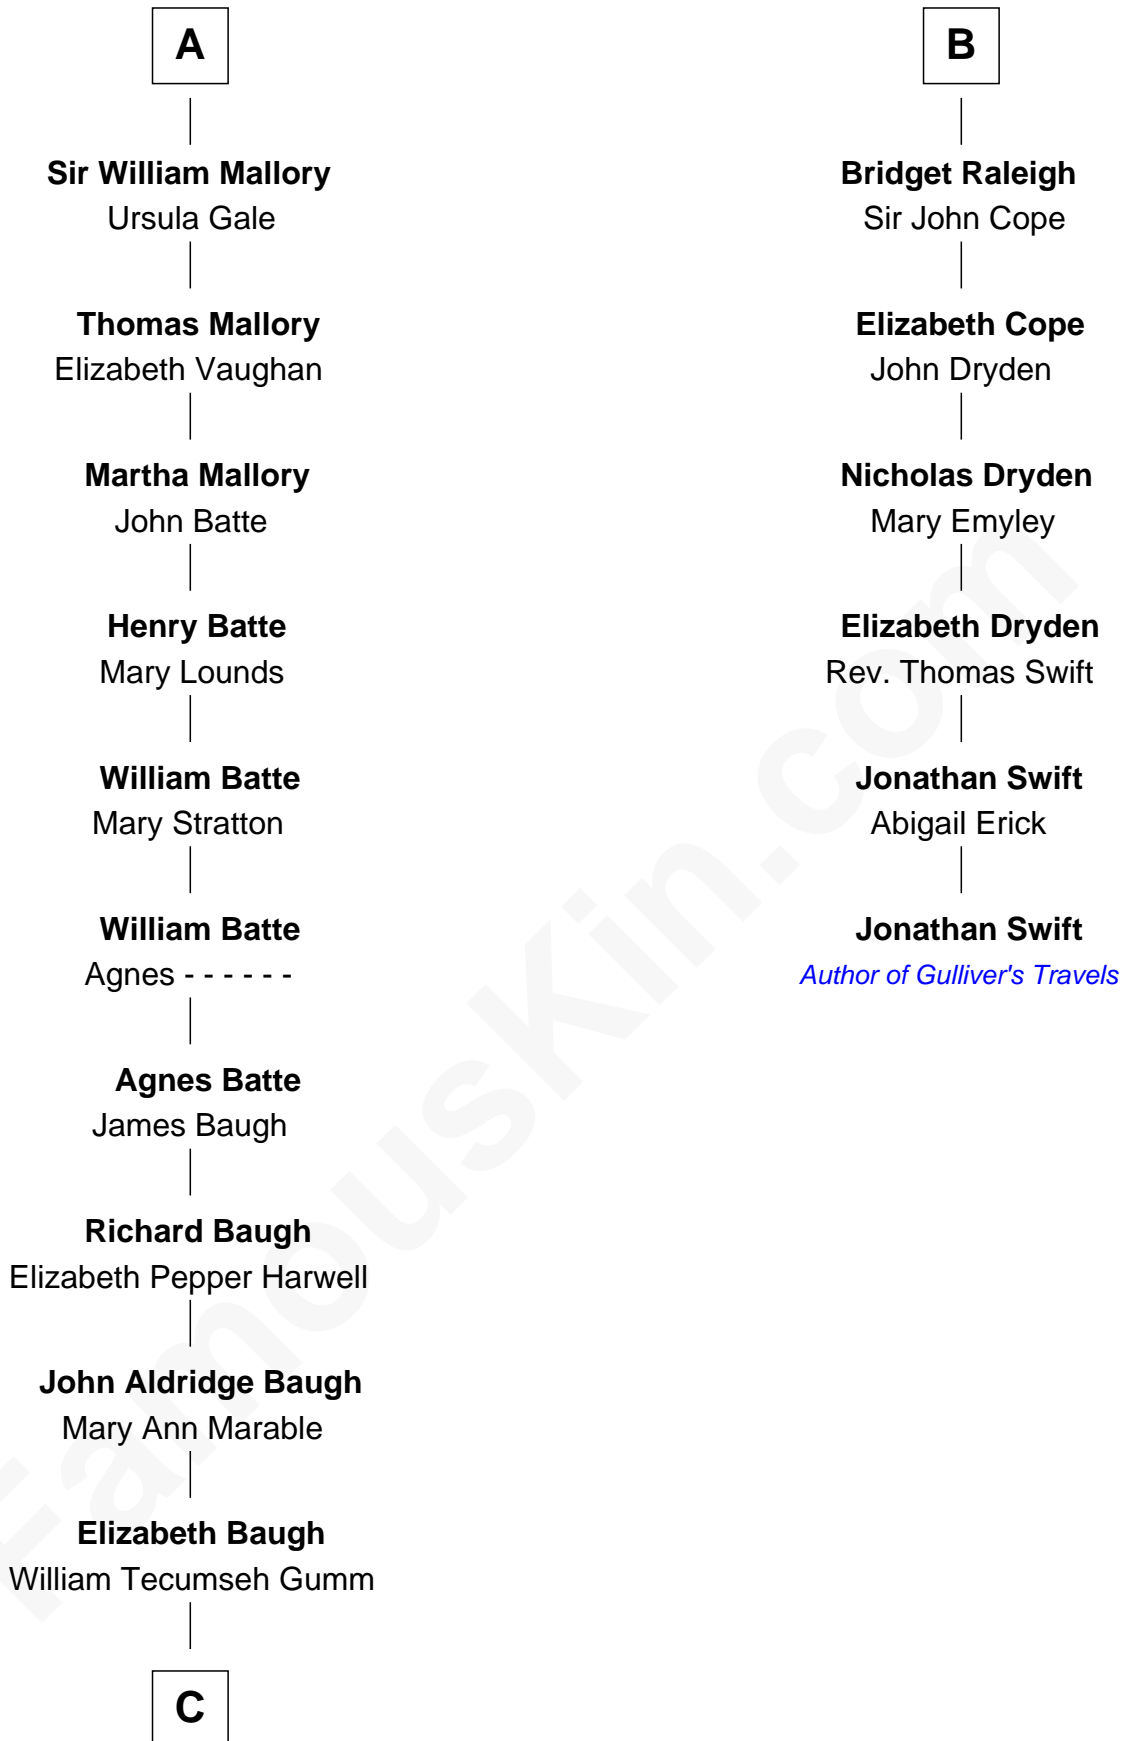 A
Sir William Mallory
Ursula Gale
Thomas Mallory
Elizabeth Vaughan
Martha Mallory
John Batte
Henry Batte
Mary Lounds
William Batte
Mary Stratton
William Batte
Agnes - - - - - -
Agnes Batte
James Baugh
Richard Baugh
Elizabeth Pepper Harwell
John Aldridge Baugh
Mary Ann Marable
Elizabeth Baugh
William Tecumseh Gumm
C
B
Bridget Raleigh
Sir John Cope
Elizabeth Cope
John Dryden
Nicholas Dryden
Mary Emyley
Elizabeth Dryden
Rev. Thomas Swift
Jonathan Swift
Abigail Erick
Jonathan Swift
Author of Gulliver's Travels
FamousKin.com